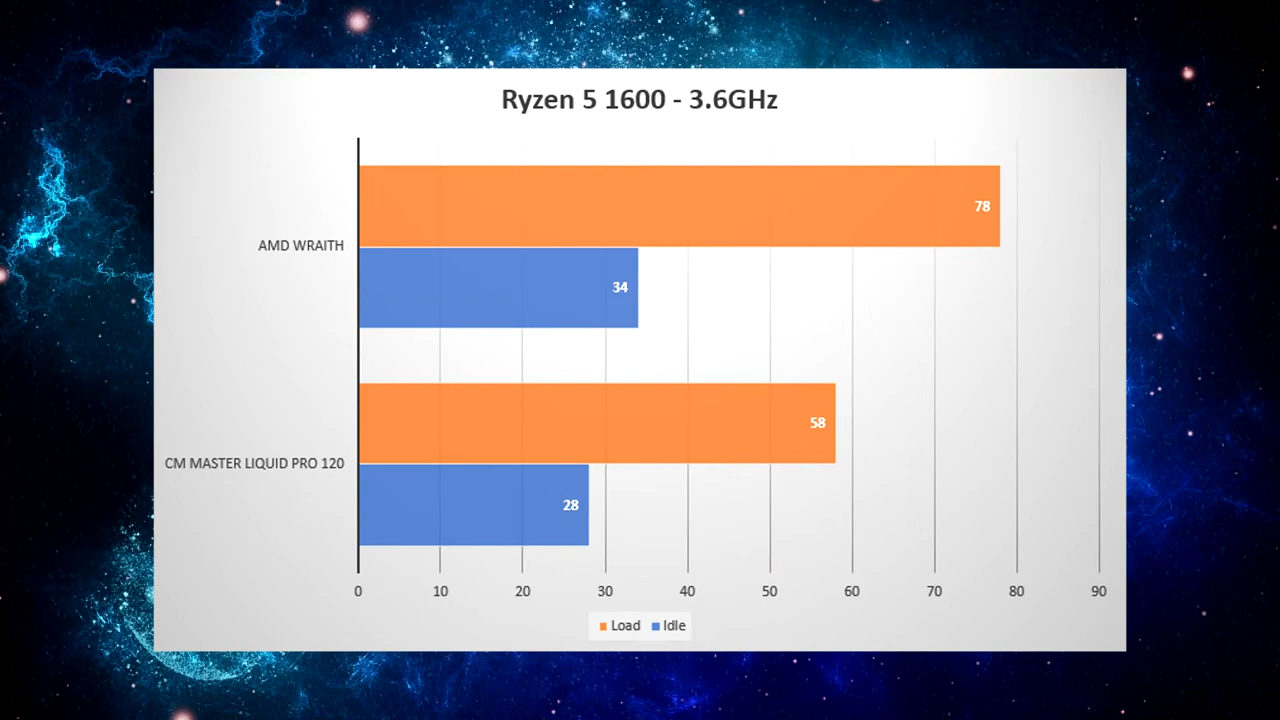 Ryzen 5 1600 - 3.6GHz
78
AMD WRAITH
34
58
CM MASTER LIQUID PRO 120
28
0 10 20 30 40 50 60 70 80 90
Load Idle